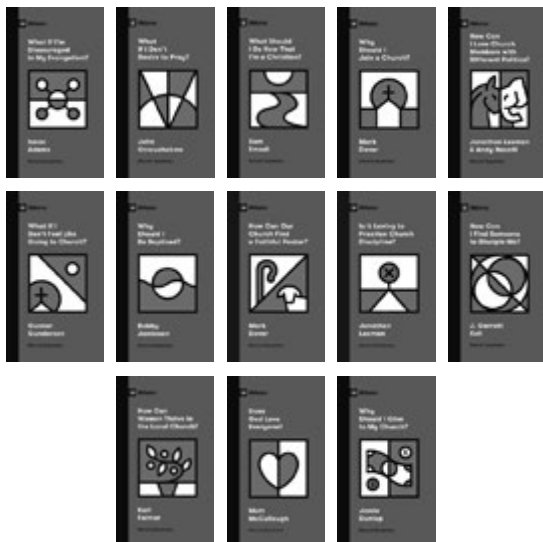 What If I'm
Discouraged
in My Evangelism?
Isaac
Adams
What
If I Don't
Desire to Pray?
John
Onwuchekwa
What Should
I Do Now That
I'm a Christian?
Sam
Emadi
Why
Should I
Join a Church?
Mark
Dever
How Can
I Love Church
Members with
Different Politics?
Jonathan Leeman
& Andy Naselli
What If I
Don't Feel Like
Going to Church?
Gunner
Gundersen
Why
Should I
Be Baptized?
Bobby
Jamieson
How Can Our
Church Find
a Faithful Pastor?
Mark
Dever
Is It Loving to
Practice Church
Discipline?
Jonathan
Leeman
How Can
I Find Someone
to Disciple Me?
J. Garrett
Kell
How Can
Women Thrive in
the Local Church?
Keri
Folmar
Does
God Love
Everyone?
Matt
McCullough
Why
Should I Give
to My Church?
Jamie
Dunlop